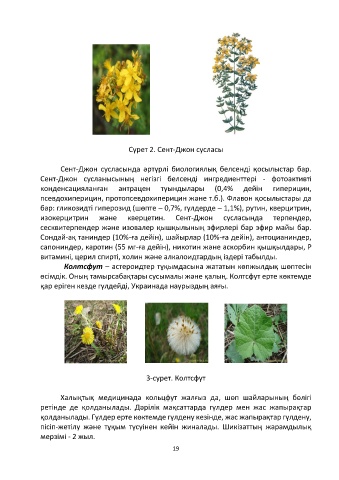 Сурет 2. Сент-Джон сусласы
Сент-Джон сусласында әртүрлі биологиялық белсенді қосылыстар бар.
Сент-Джон сусланысының негізгі белсенді ингредиенттері - фотоактивті
конденсацияланған антрацен туындылары (0,4% дейін гиперицин,
псевдохиперицин, протопсевдохиперицин және т.б.). Флавон қосылыстары да
бар: гликозидті гиперозид (шөпте – 0,7%, гүлдерде – 1,1%), рутин, кверцитрин,
изокерцитрин және кверцетин. Сент-Джон сусласында терпендер,
сесквитерпендер және изовалер қышқылының эфирлері бар эфир майы бар.
Сондай-ақ таниндер (10%-ға дейін), шайырлар (10%-ға дейін), антоцианиндер,
сапониндер, каротин (55 мг-ға дейін), никотин және аскорбин қышқылдары, Р
витамині, церил спирті, холин және алкалоидтардың іздері табылды.
Колтсфут – астероидтер тұқымдасына жататын көпжылдық шөптесін
өсімдік. Оның тамырсабақтары сусымалы және қалың. Колтсфут ерте көктемде
қар еріген кезде гүлдейді, Украинада наурыздың аяғы.
3-сурет. Колтсфут
Халықтық медицинада кольцфут жалғыз да, шөп шайларының бөлігі
ретінде де қолданылады. Дәрілік мақсаттарда гүлдер мен жас жапырақтар
қолданылады. Гүлдер ерте көктемде гүлдену кезінде, жас жапырақтар гүлдену,
пісіп-жетілу және тұқым түсуінен кейін жиналады. Шикізаттың жарамдылық
мерзімі - 2 жыл.
19